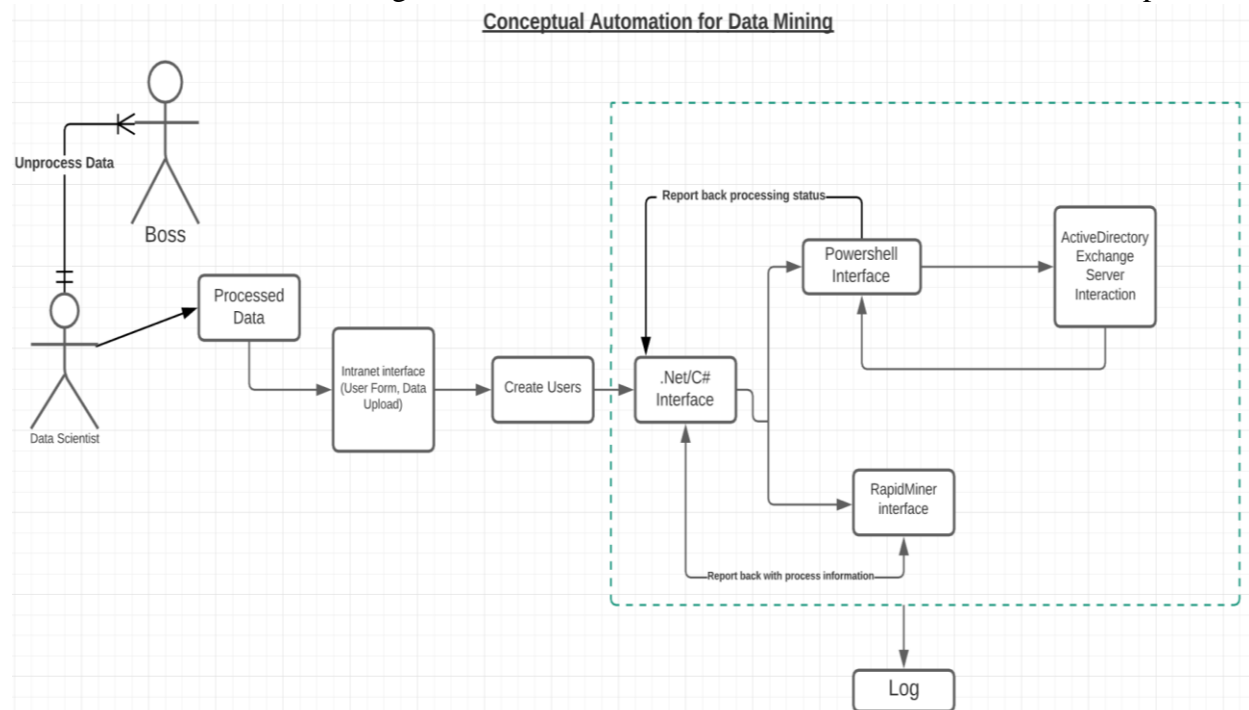 Conceptual Automation for Data Mining
Unprocess Data
Boss
Data Scientist
Processed
Data
Intranet interface
(User Form, Data
Upload)
Create Users
.Net/C#
Interface
Report back processing status
Powershell
Interface
ActiveDirectory
Exchange
Server
Interaction
RapidMiner
interface
Report back with process information
Log